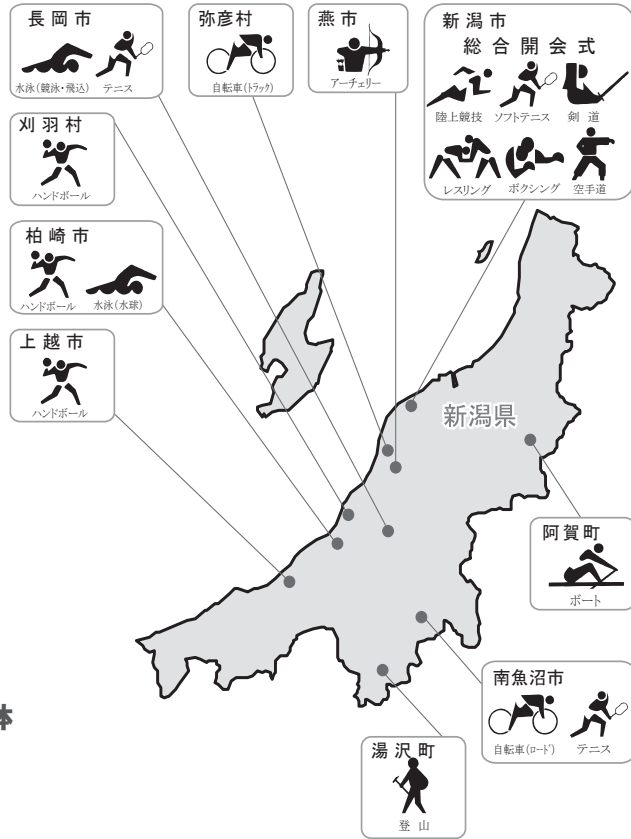 長岡市
水泳(競泳・飛込) テニス
弥彦村
自転車(トラック)
燕市
アーチェリー
新潟市
総合開会式
陸上競技 ソフトテニス 剣道
レスリング ボクシング 空手道
刈羽村
ハンドボール
柏崎市
ハンドボール 水泳(水球)
上越市
ハンドボール
新潟県
阿賀町
ボート
南魚沼市
自転車(ロード) テニス
湯沢町
登山
体